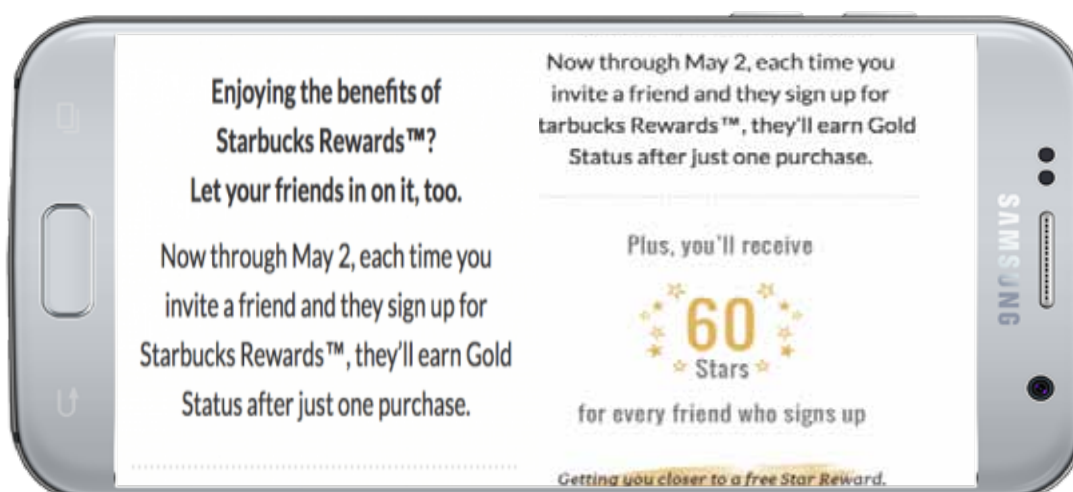 Enjoying the benefits of
Starbucks Rewards™?
Let your friends in on it, too.
Now through May 2, each time you
invite a friend and they sign up for
Starbucks Rewards™, they'll earn Gold
Status after just one purchase.
Now through May 2, each time you
invite a friend and they sign up for
tarbucks Rewards™, they'll earn Gold
Status after just one purchase.
Plus, you'll receive
60
Stars
for every friend who signs up
Getting you closer to a free Star Reward.
SAMSUNG